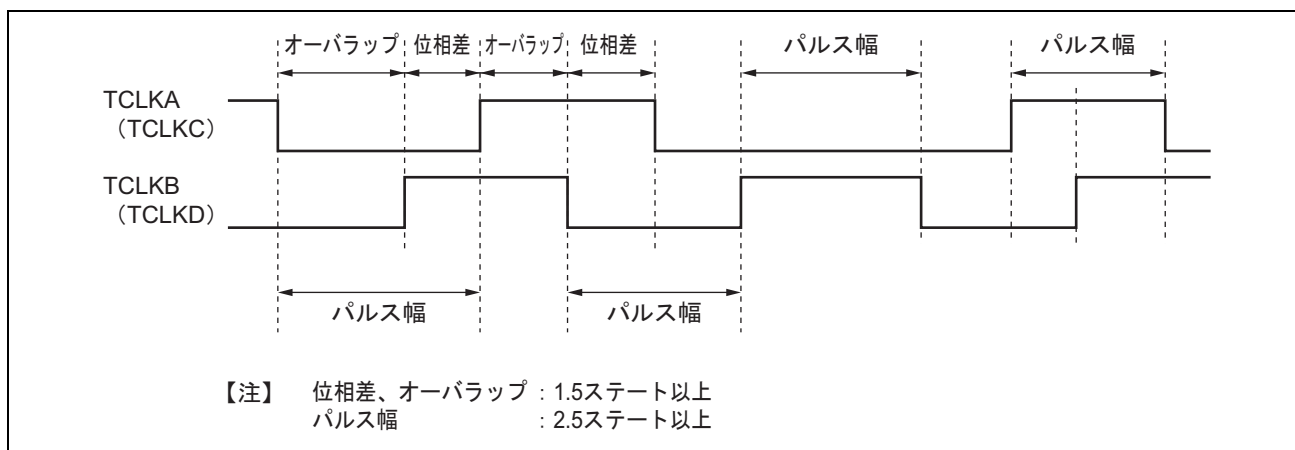 オーバラップ 位相差 オーバラップ 位相差 パルス幅 パルス幅
TCLKA
（TCLKC）
TCLKB
（TCLKD）
パルス幅 パルス幅
【注】 位相差、オーバラップ：1.5ステート以上
パルス幅 ：2.5ステート以上